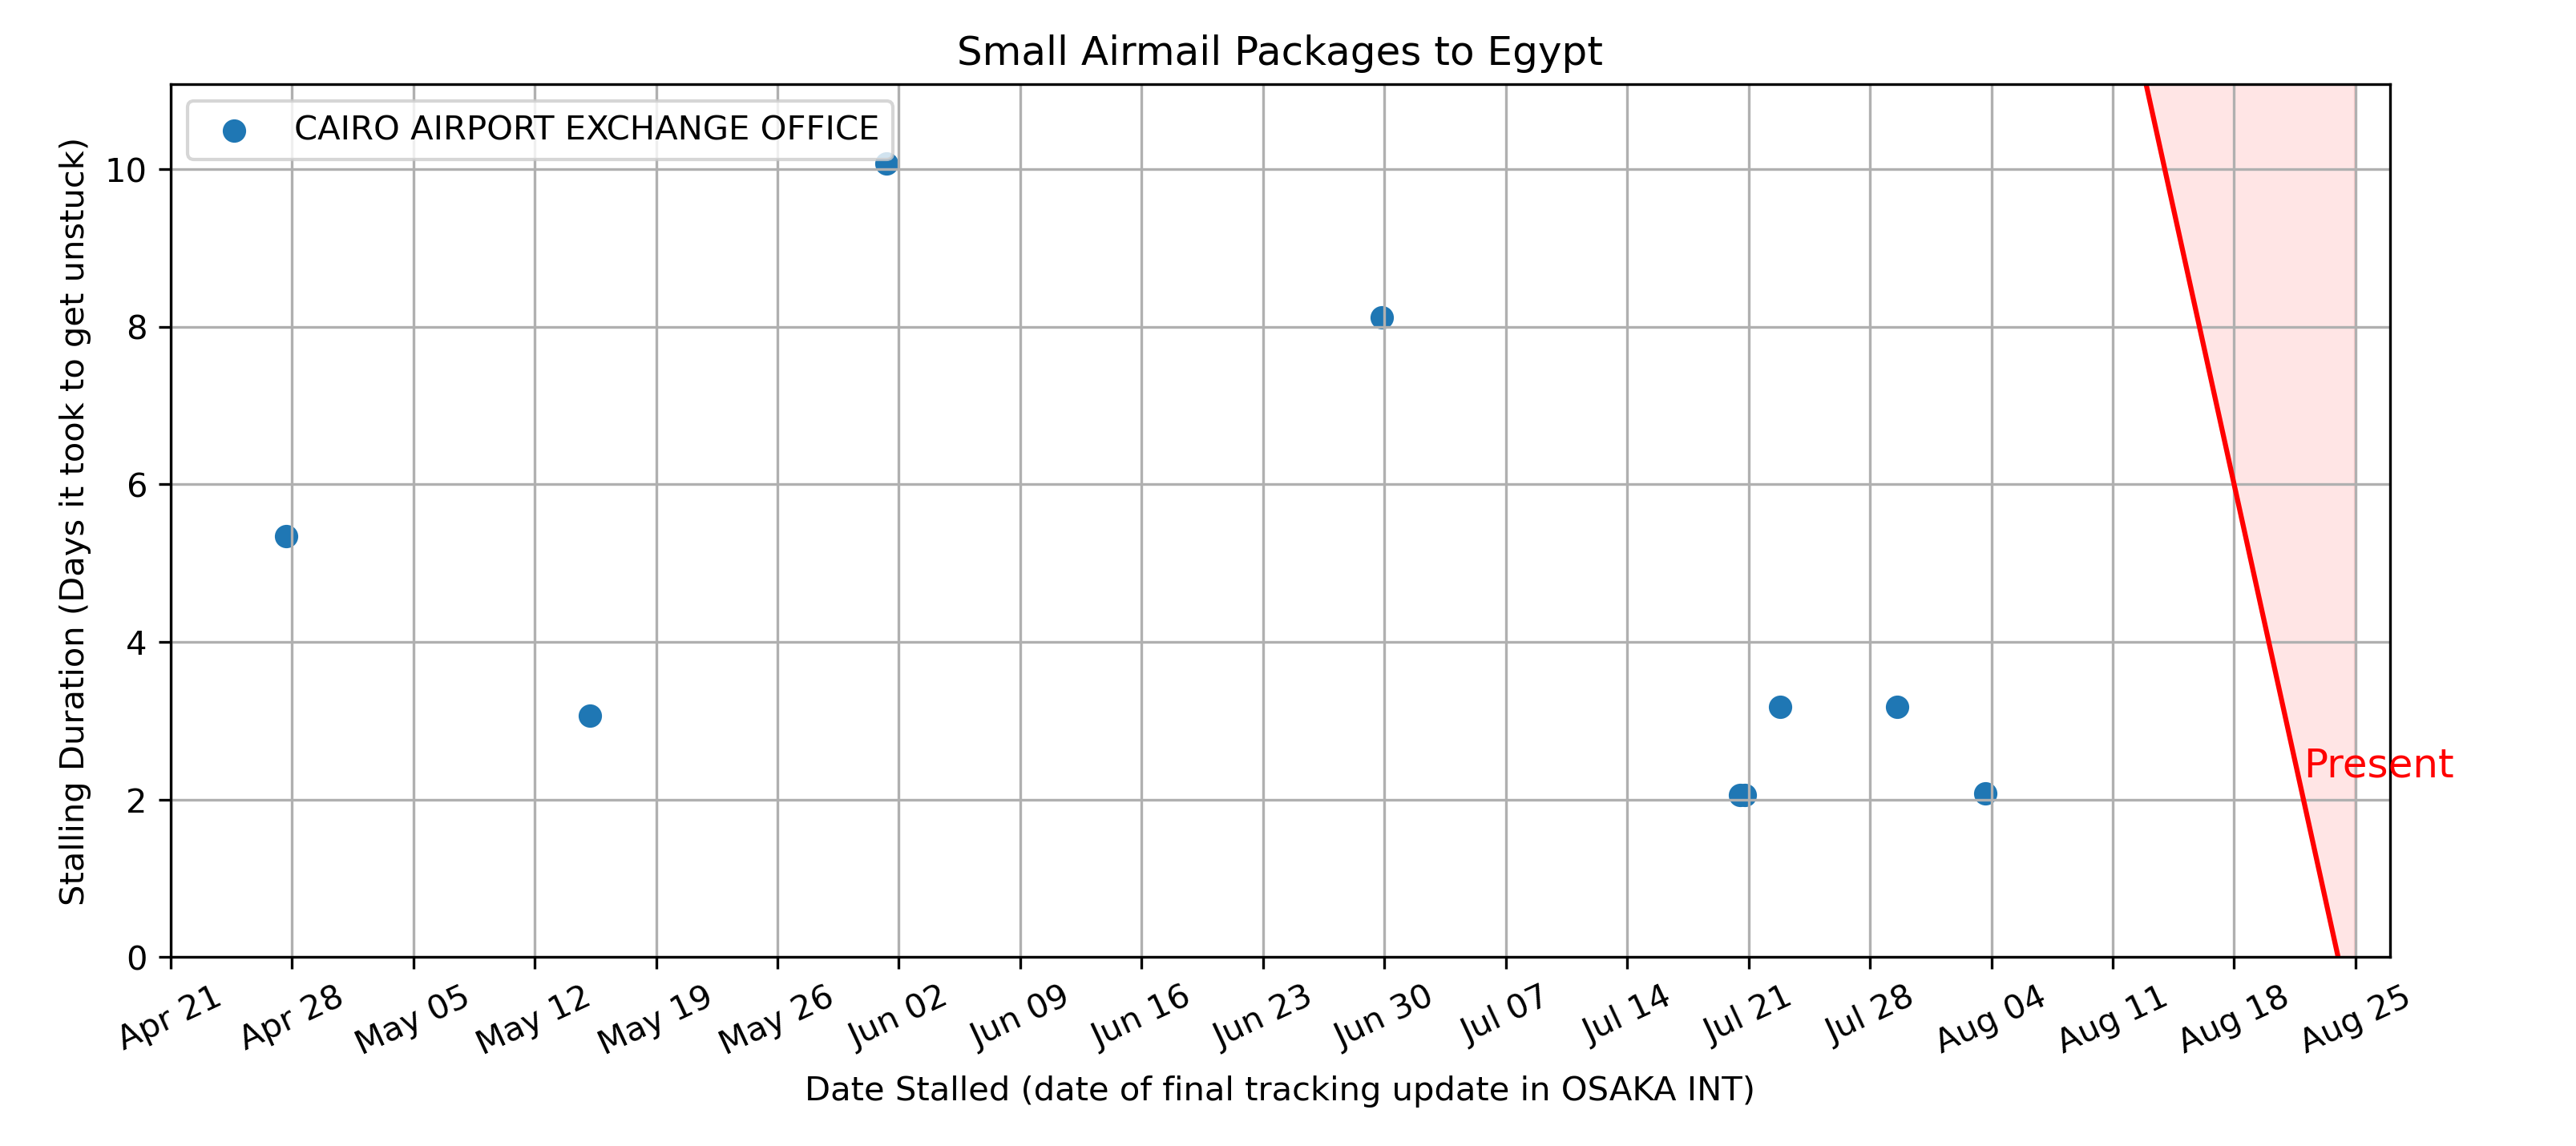 Small Airmail Packages to Egypt
CAIRO AIRPORT EXCHANGE OFFICE
Stalling Duration (Days it took to get unstuck)
10
8
6
4
2
0
Present
Apr 21
Apr 28
May 05
May 12
May 19
May 26
Jun 02
Jun 09
Jun 16
Jun 23
Jun 30
Jul 07
Jul 14
Jul 21
Jul 28
Aug 04
Aug 11
Aug 18
Aug 25
Date Stalled (date of final tracking update in OSAKA INT)